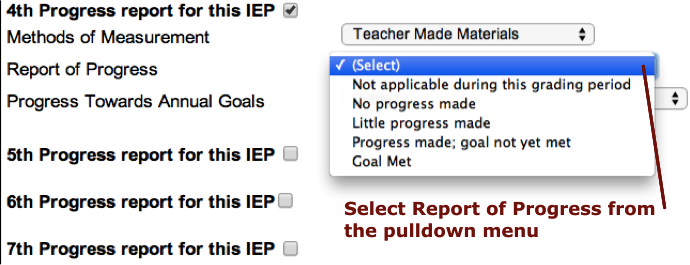 4th Progress report for this IEP
Methods of Measurement
Teacher Made Materials
Report of Progress
✓ (Select)
Not applicable during this grading period
No progress made
Little progress made
Progress made; goal not yet met
Goal Met
Progress Towards Annual Goals
5th Progress report for this IEP
6th Progress report for this IEP
7th Progress report for this IEP
Select Report of Progress from
the pulldown menu